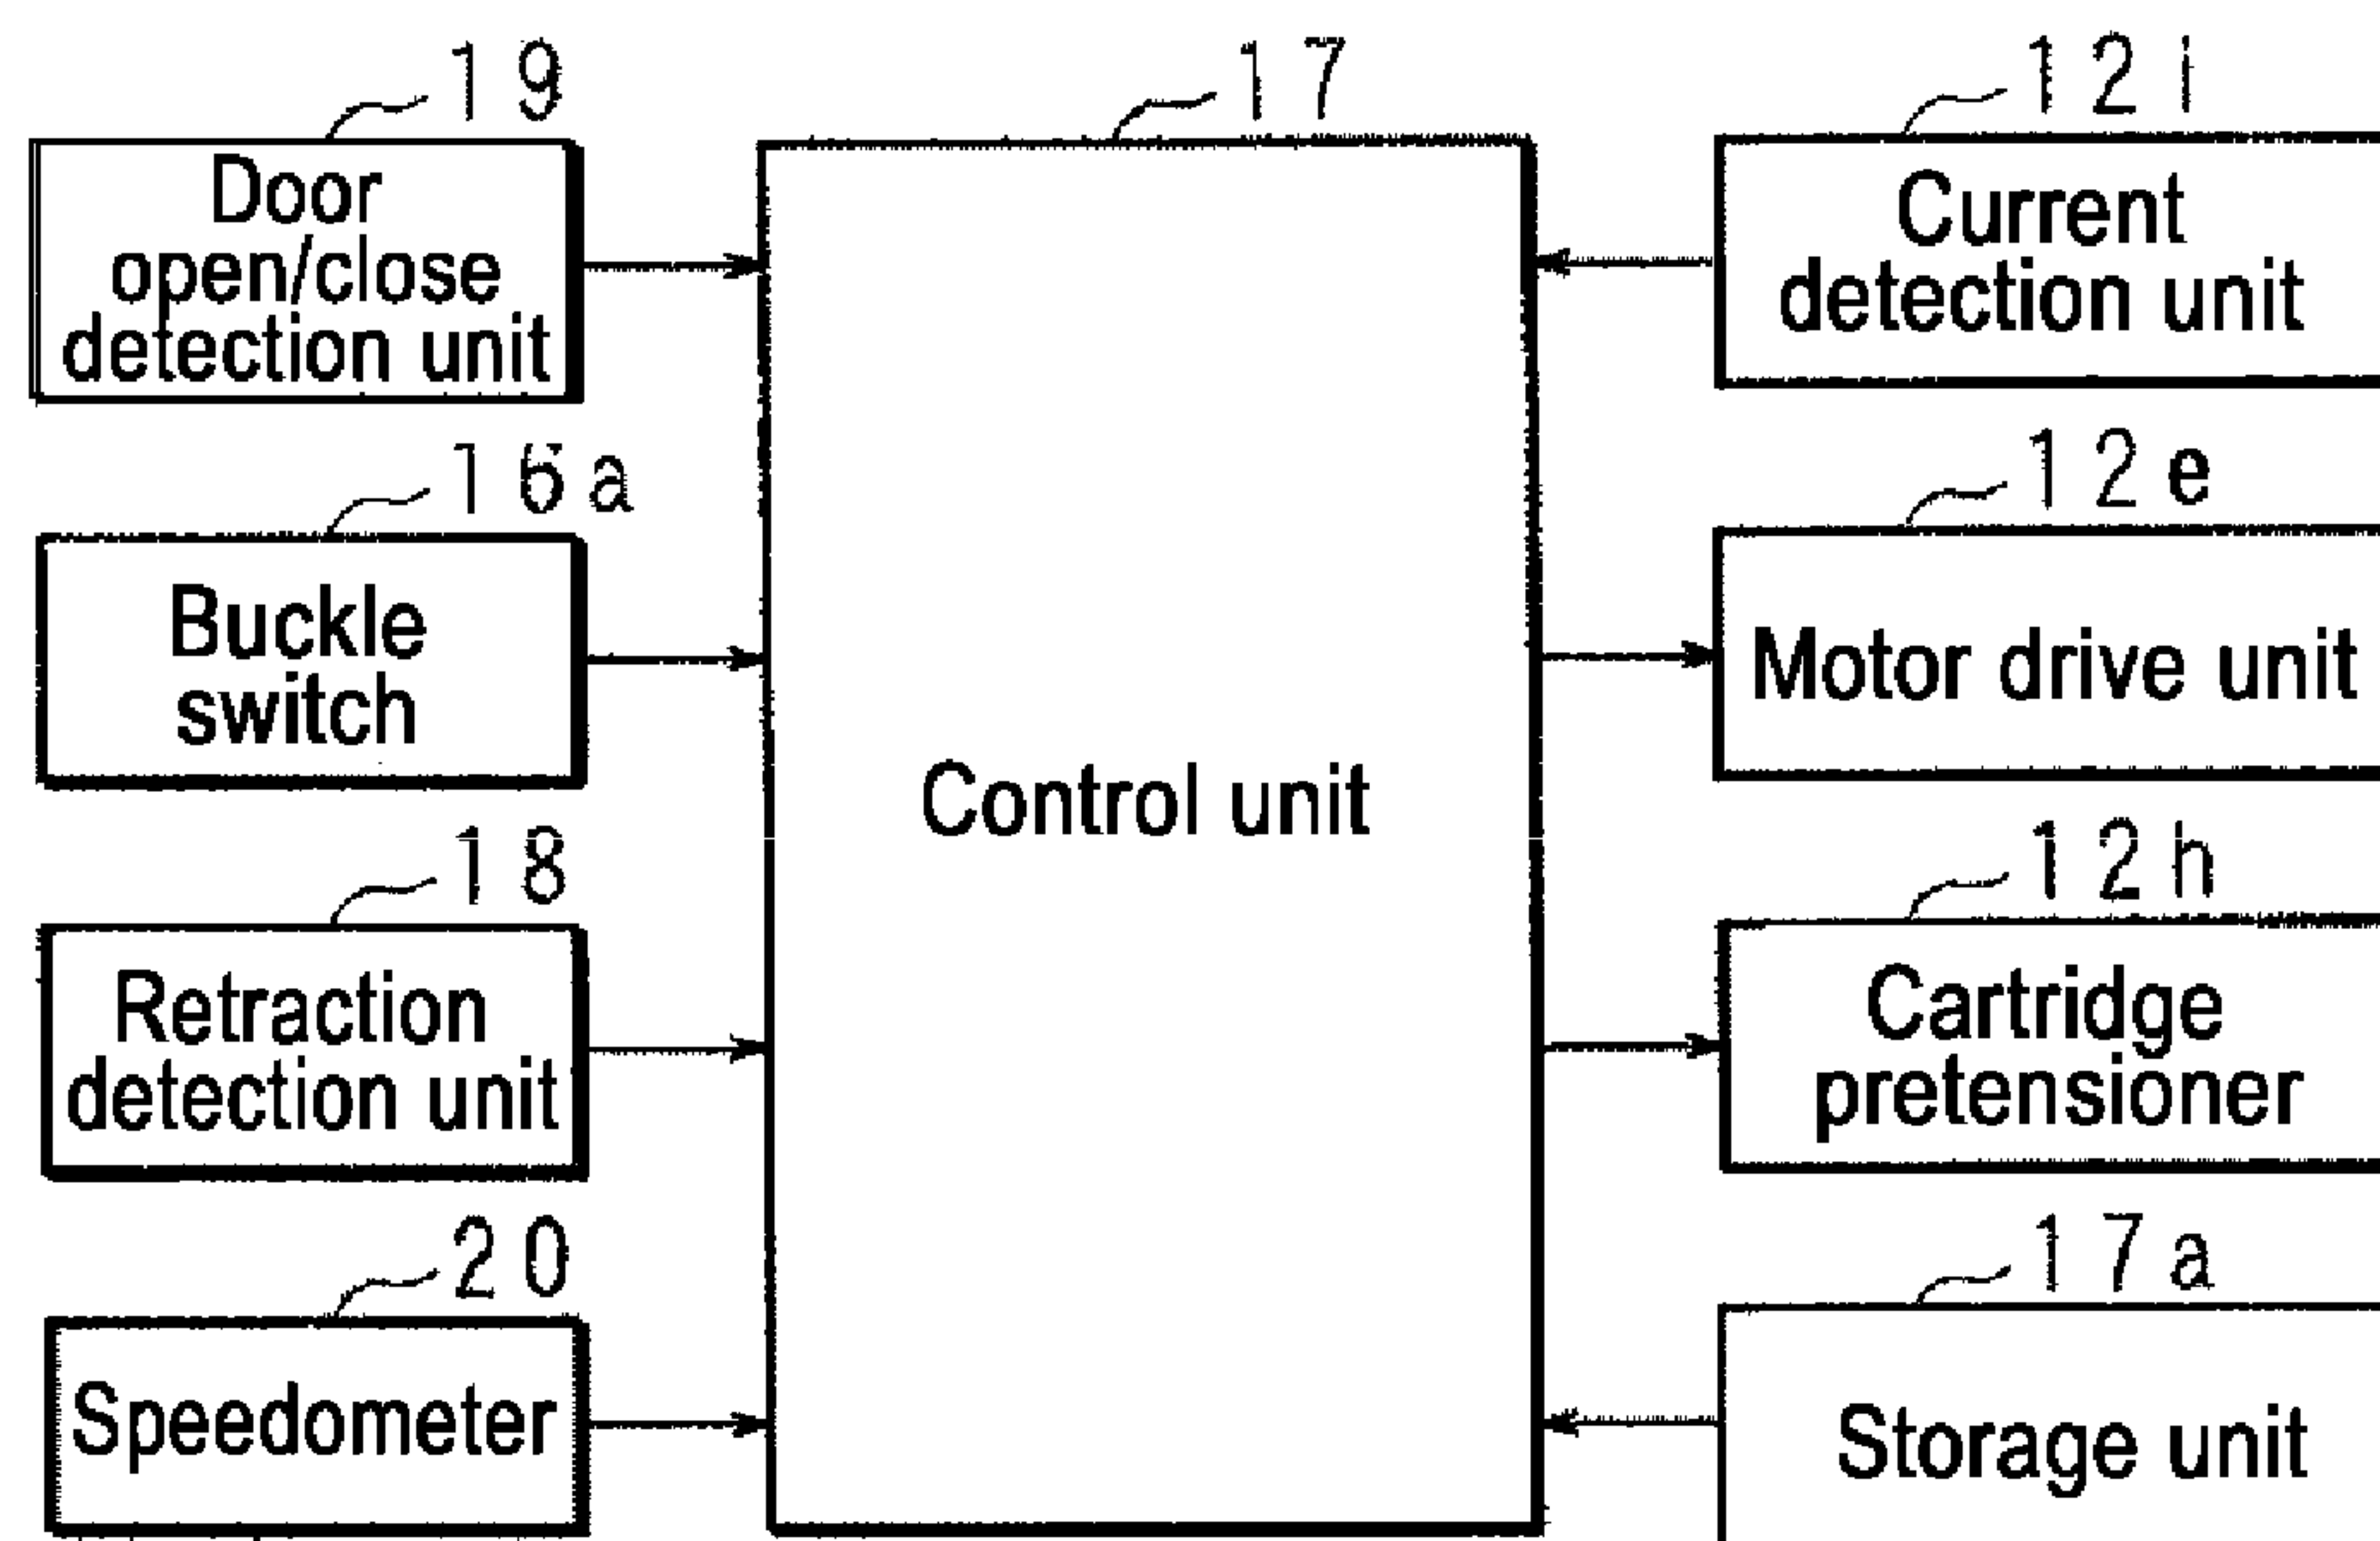 19
Door
open/close
detection unit
16a
Buckle
switch
18
Retraction
detection unit
20
Speedometer
17
Control unit
12i
Current
detection unit
12e
Motor drive unit
12h
Cartridge
pretensioner
17a
Storage unit